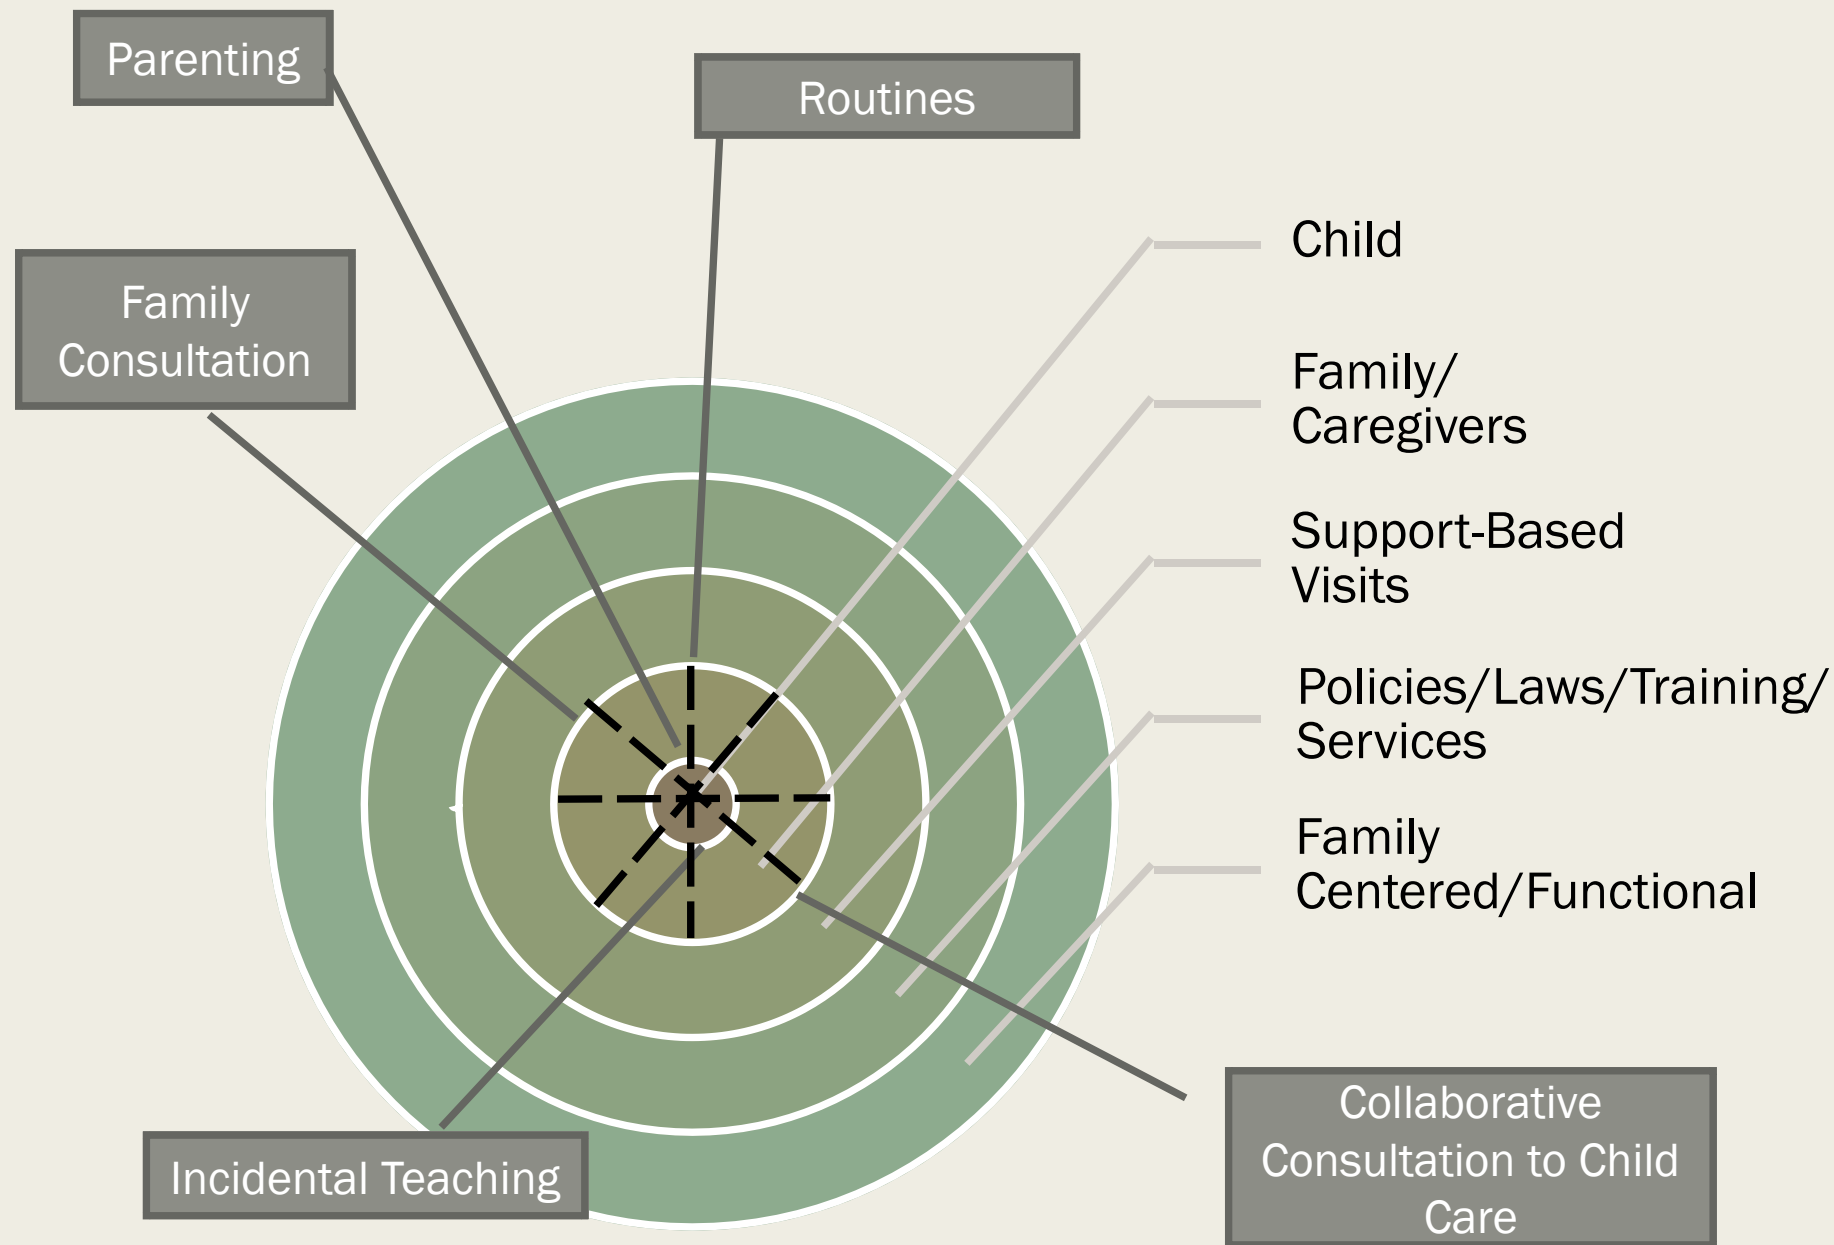 Parenting
Routines
Child
Family
Consultation
Family/
Caregivers
Support-Based
Visits
Policies/Laws/Training/
Services
Family
Centered/Functional
Collaborative
Consultation to Child
Care
Incidental Teaching